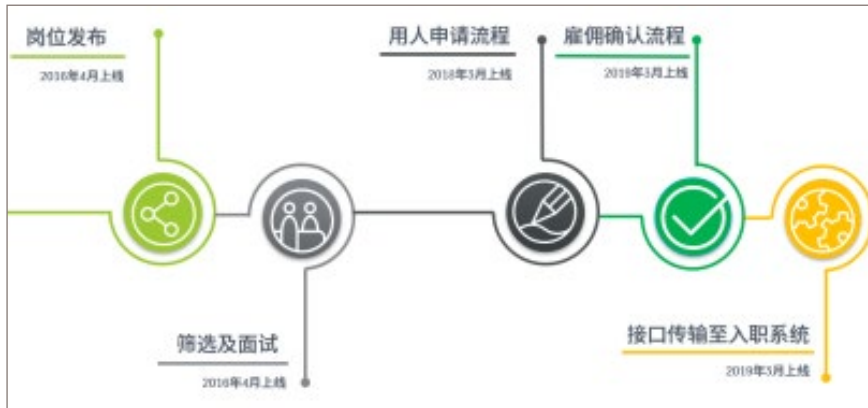 岗位发布
2016年4月上线
筛选及面试
2016年4月上线
用人申请流程
2018年3月上线
雇佣确认流程
2019年3月上线
接口传输至入职系统
2019年3月上线